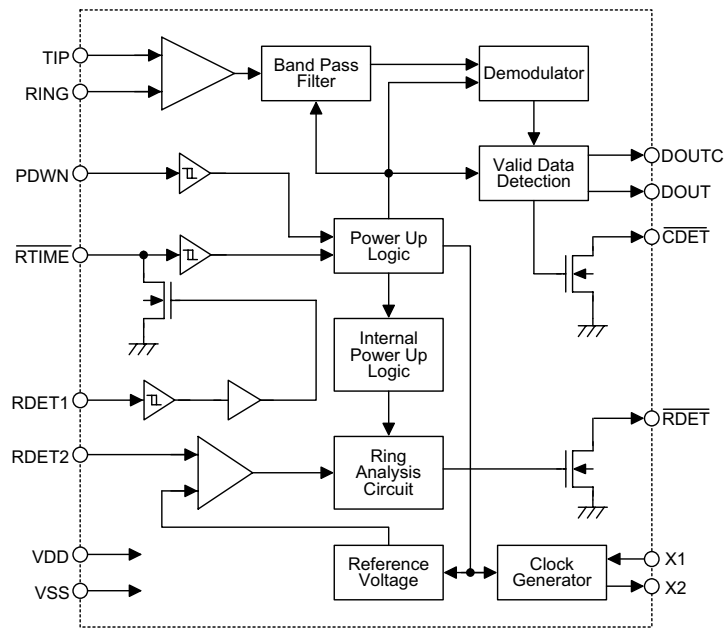 TIP
RING
Band Pass
Filter
Demodulator
PDWN
Valid Data
Detection
DOUTC
DOUT
RTIME
Power Up
Logic
CDET
Internal
Power Up
Logic
RDET1
RDET2
Ring
Analysis
Circuit
RDET
VDD
VSS
Reference
Voltage
Clock
Generator
X1
X2